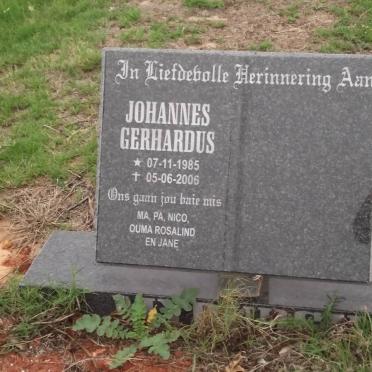 In Liefdevolle Herinnering Aan
JOHANNES
GERHARDUS
★ 07-11-1985
✝ 05-06-2006
Ons gaan jou baie mis
MA, PA, NICO,
OUMA ROSALIND
EN JANE